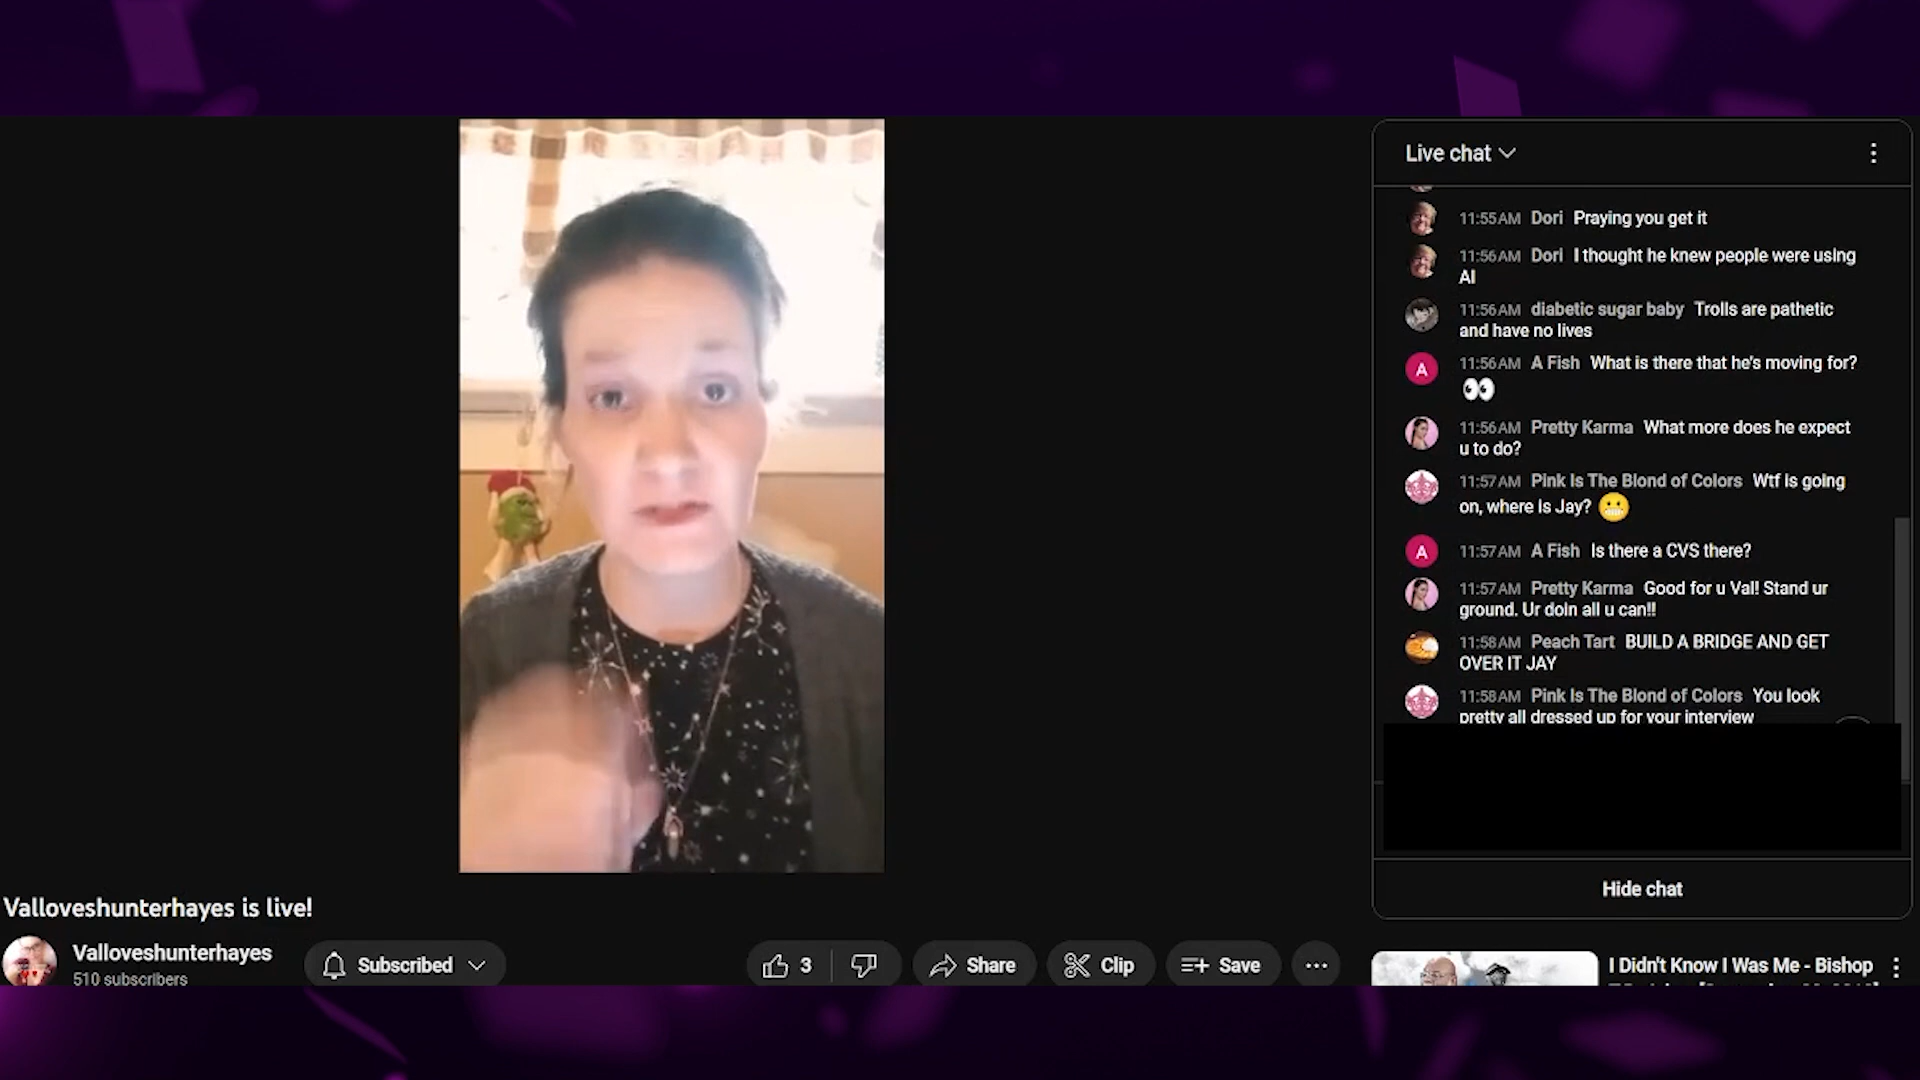 Live chat
11:55 AM Dori Praying you get it
11:56 AM Dori I thought he knew people were using
AI
11:56 AM diabetic sugar baby Trolls are pathetic
and have no lives
A
11:56 AM A Fish What is there that he's moving for?
11:56 AM Pretty Karma What more does he expect
u to do?
11:57 AM Pink Is The Blond of Colors Wtf is going
on, where Is Jay?
A
11:57 AM A Fish Is there a CVS there?
11:57 AM Pretty Karma Good for u Val! Stand ur
ground. Ur doin all u can!!
11:58 AM Peach Tart BUILD A BRIDGE AND GET
OVER IT JAY
11:58 AM Pink Is The Blond of Colors You look
pretty all dressed up for your interview
Hide chat
Valloveshunterhayes is live!
Valloveshunterhayes
510 subscribers
Subscribed
3
Share
Clip
Save
I Didn't Know I Was Me - Bishop